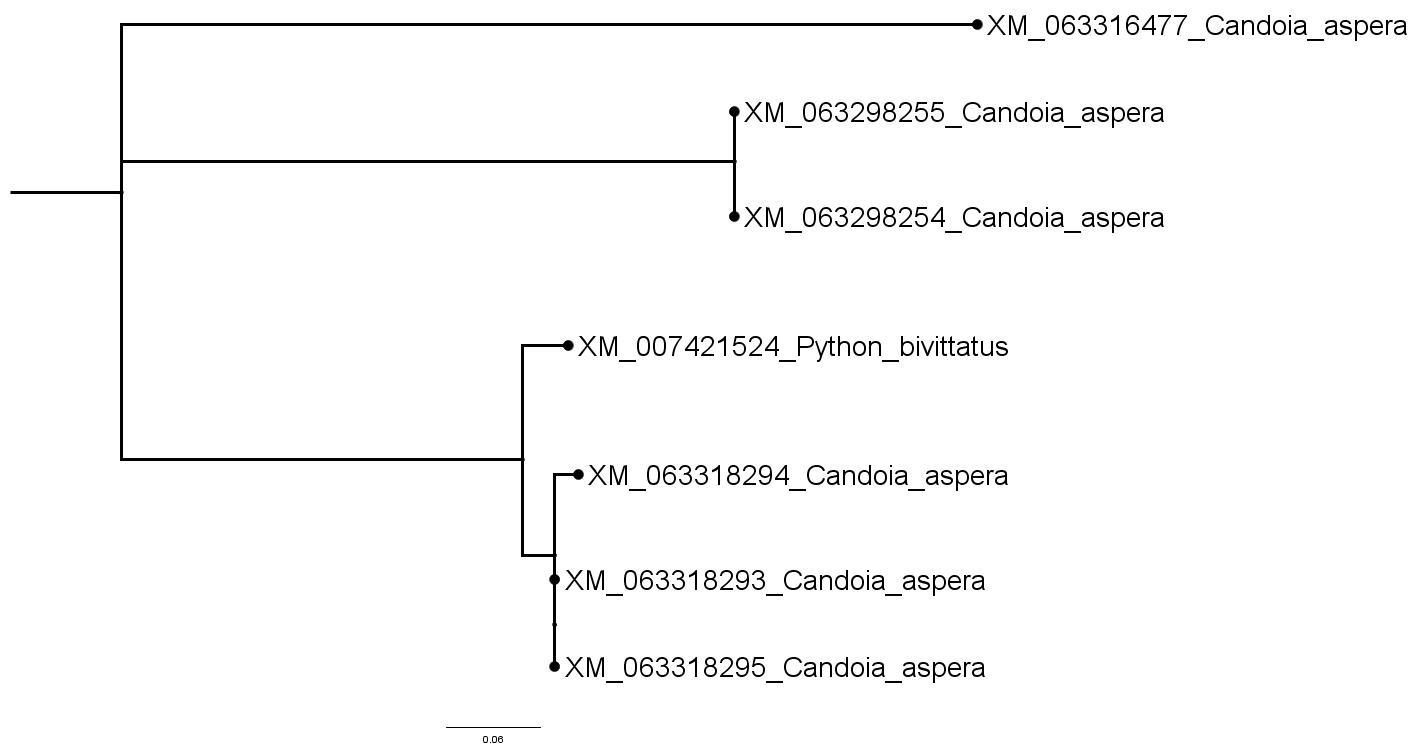 XM_063316477_Candoia_aspera
XM_063298255_Candoia_aspera
XM_063298254_Candoia_aspera
XM_007421524_Python_bivittatus
XM_063318294_Candoia_aspera
XM_063318293_Candoia_aspera
XM_063318295_Candoia_aspera
0.06